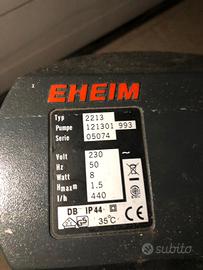 EHEIM
Typ 2213
Pumpe 121301 993
Serie 05074
Volt 230 ~
Hz 50
Watt 8
Hmax m 1.5
l/h 440
DB IP44
35°C
subito